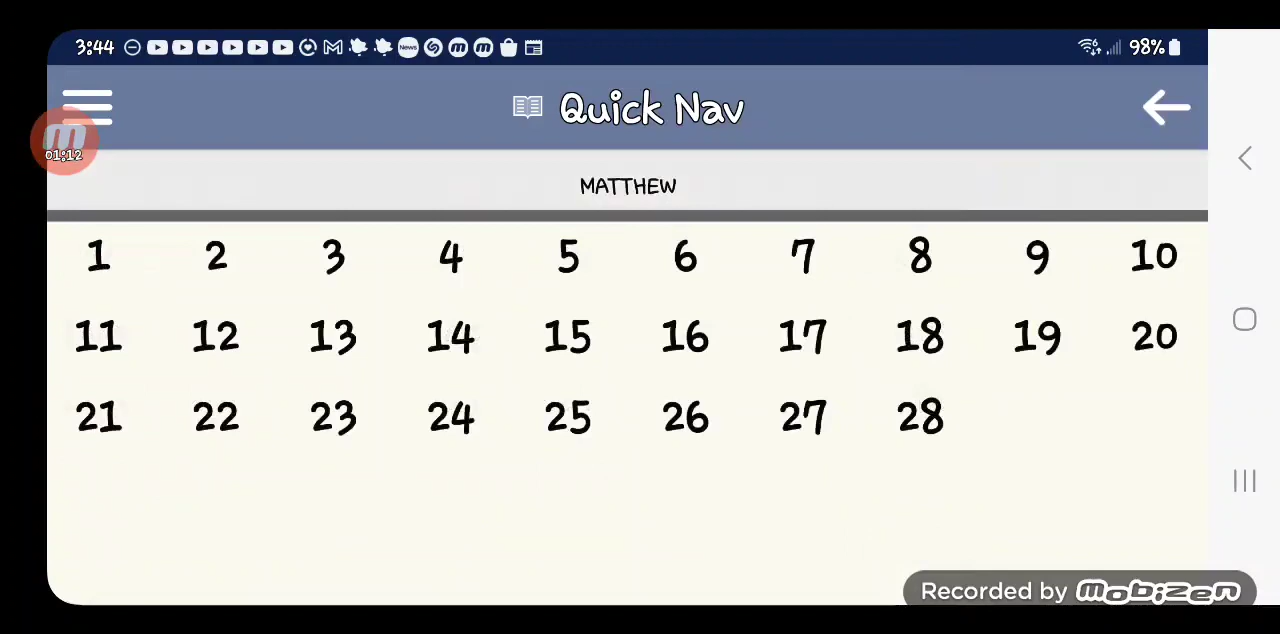 3:44 News 98%
Quick Nav
01:12
MATTHEW
1 2 3 4 5 6 7 8 9 10
11 12 13 14 15 16 17 18 19 20
21 22 23 24 25 26 27 28
Recorded by mobizen